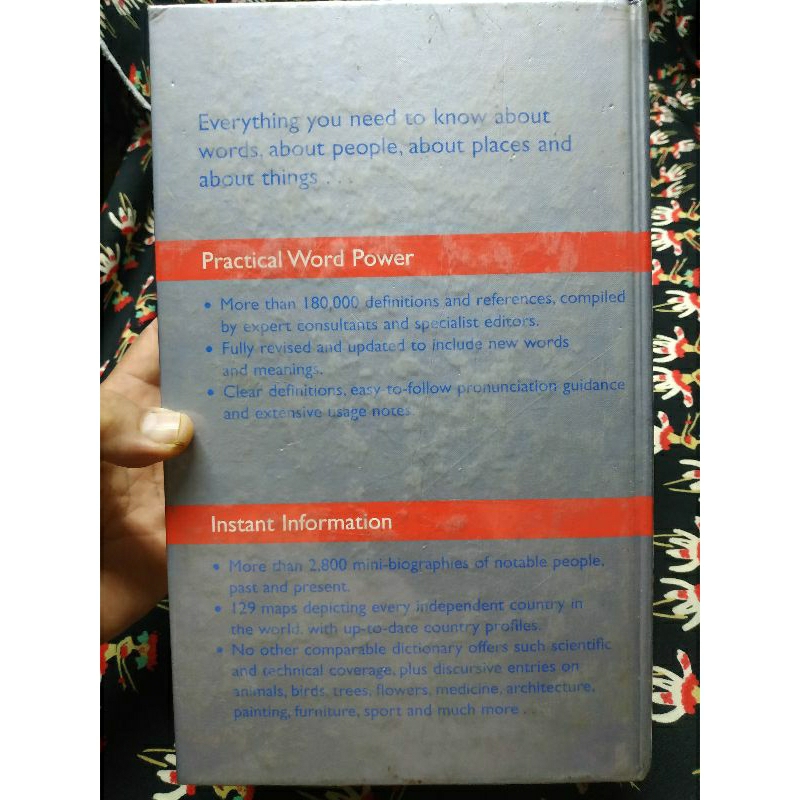 Everything you need to know about
words, about people, about places and
about things . . .
Practical Word Power
• More than 180,000 definitions and references, compiled
by expert consultants and specialist editors.
• Fully revised and updated to include new words
and meanings.
• Clear definitions, easy-to-follow pronunciation guidance
and extensive usage notes.
Instant Information
• More than 2,800 mini-biographies of notable people,
past and present.
• 129 maps depicting every independent country in
the world, with up-to-date country profiles.
• No other comparable dictionary offers such scientific
and technical coverage, plus discursive entries on
animals, birds, trees, flowers, medicine, architecture,
painting, furniture, sport and much more . . .